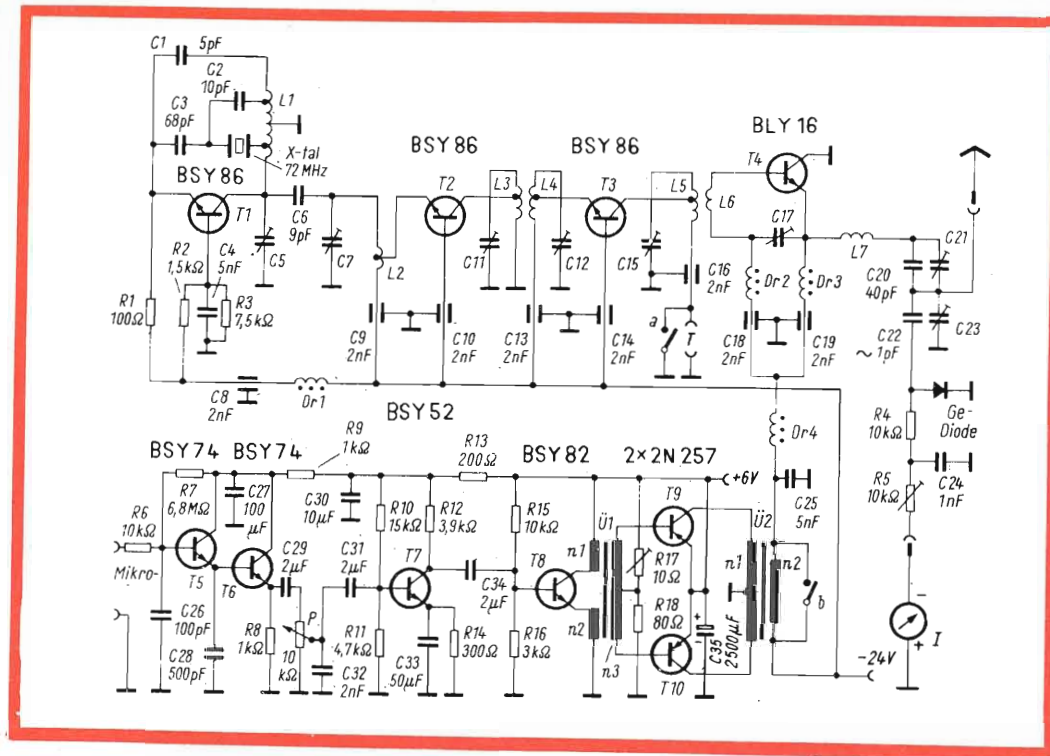 C1 5pF
C2
10pF
C3
68pF
L1
X-tal
72 MHz
BSY86
T1
R2
1,5kΩ
C4
5nF
R1
100Ω
R3
7,5kΩ
C5
C6
9pF
C7
L2
BSY 86
T2
L3
L4
C11
C12
BSY 86
T3
C15
L5
L6
BLY 16
T4
C17
L7
C20
40pF
C21
C22
~ 1pF
C23
C9
2nF
C10
2nF
C13
2nF
C14
2nF
C16
2nF
a
T
Dr2
Dr3
C18
2nF
C19
2nF
C8
2nF
Dr1
Dr4
R4
10kΩ
Ge-
Diode
R5
10kΩ
C24
1nF
C25
5nF
BSY 52
BSY 74
BSY 74
R9
1kΩ
R13
200Ω
BSY 82
2×2N 257
+6V
R7
6,8MΩ
C27
100
µF
C30
10µF
R10
15kΩ
R12
3,9kΩ
R15
10kΩ
R6
10kΩ
Mikro-
T5
T6
C29
2µF
C31
2µF
T7
C34
2µF
T8
Ü1
n1
n2
n3
T9
R17
10Ω
R18
80Ω
T10
+
-
C35
2500µF
Ü2
n1
n2
b
C26
100pF
C28
500pF
R8
1kΩ
P
10
kΩ
C32
2nF
R11
4,7kΩ
C33
50µF
R14
300Ω
R16
3kΩ
-24V
-
+
I